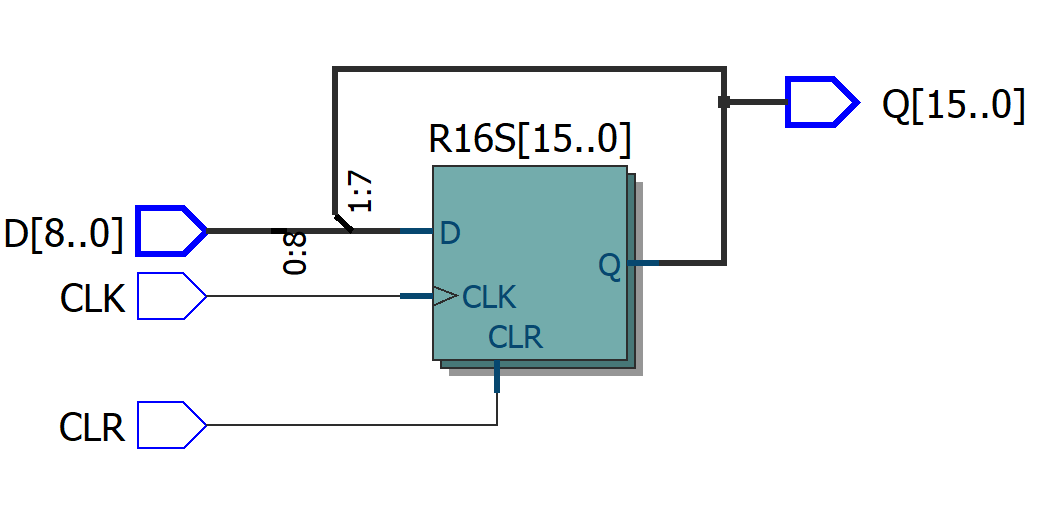 Q[15..0]
R16S[15..0]
1:7
D[8..0]
D
0:8
Q
CLK
CLK
CLR
CLR